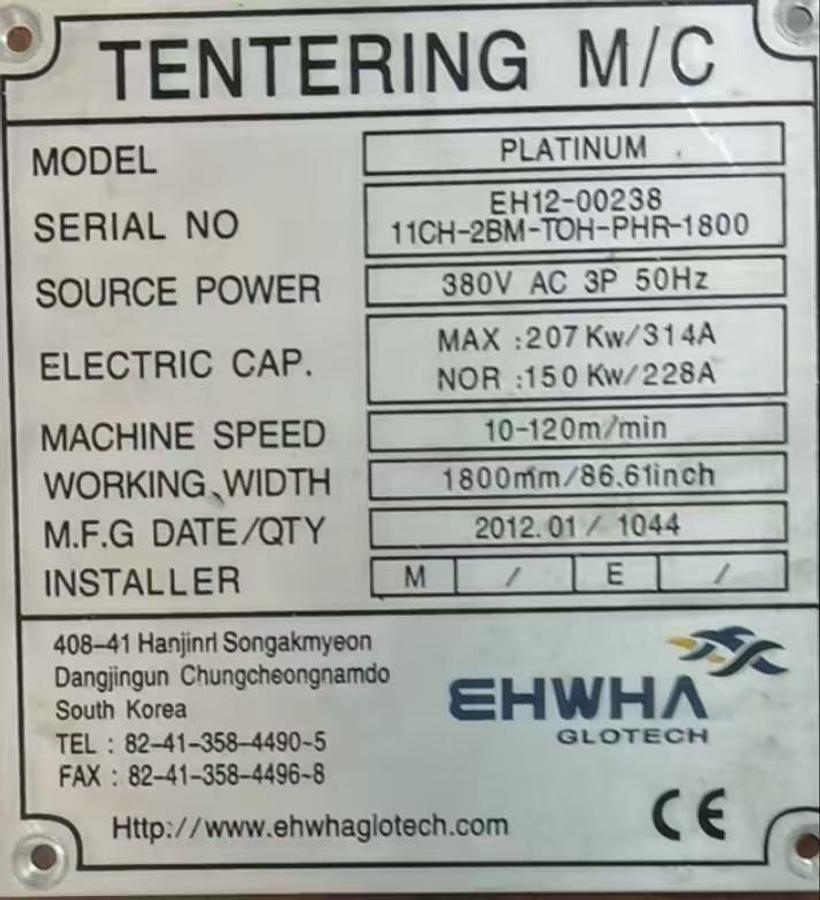 TENTERING M/C
MODEL PLATINUM
SERIAL NO EH12-00238
11CH-2BM-TOH-PHR-1800
SOURCE POWER 380V AC 3P 50Hz
ELECTRIC CAP. MAX :207 Kw/314A
NOR :150 Kw/228A
MACHINE SPEED 10-120m/min
WORKING WIDTH 1800mm/86.61inch
M.F.G DATE/QTY 2012.01 / 1044
INSTALLER M / E /
408-41 Hanjinri Songakmyeon
Dangjingun Chungcheongnamdo
South Korea
TEL : 82-41-358-4490~5
FAX : 82-41-358-4496~8
EHWHA
GLOTECH
Http://www.ehwhaglotech.com
CE